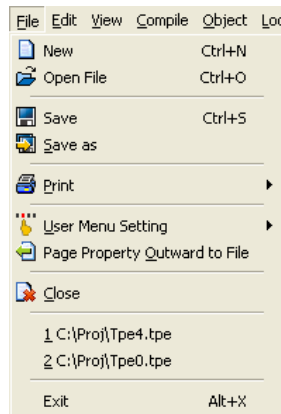 File Edit View Compile Object Loc
New Ctrl+N
Open File Ctrl+O
Save Ctrl+S
Save as
Print
User Menu Setting
Page Property Outward to File
Close
1 C:\Proj\Tpe4.tpe
2 C:\Proj\Tpe0.tpe
Exit Alt+X